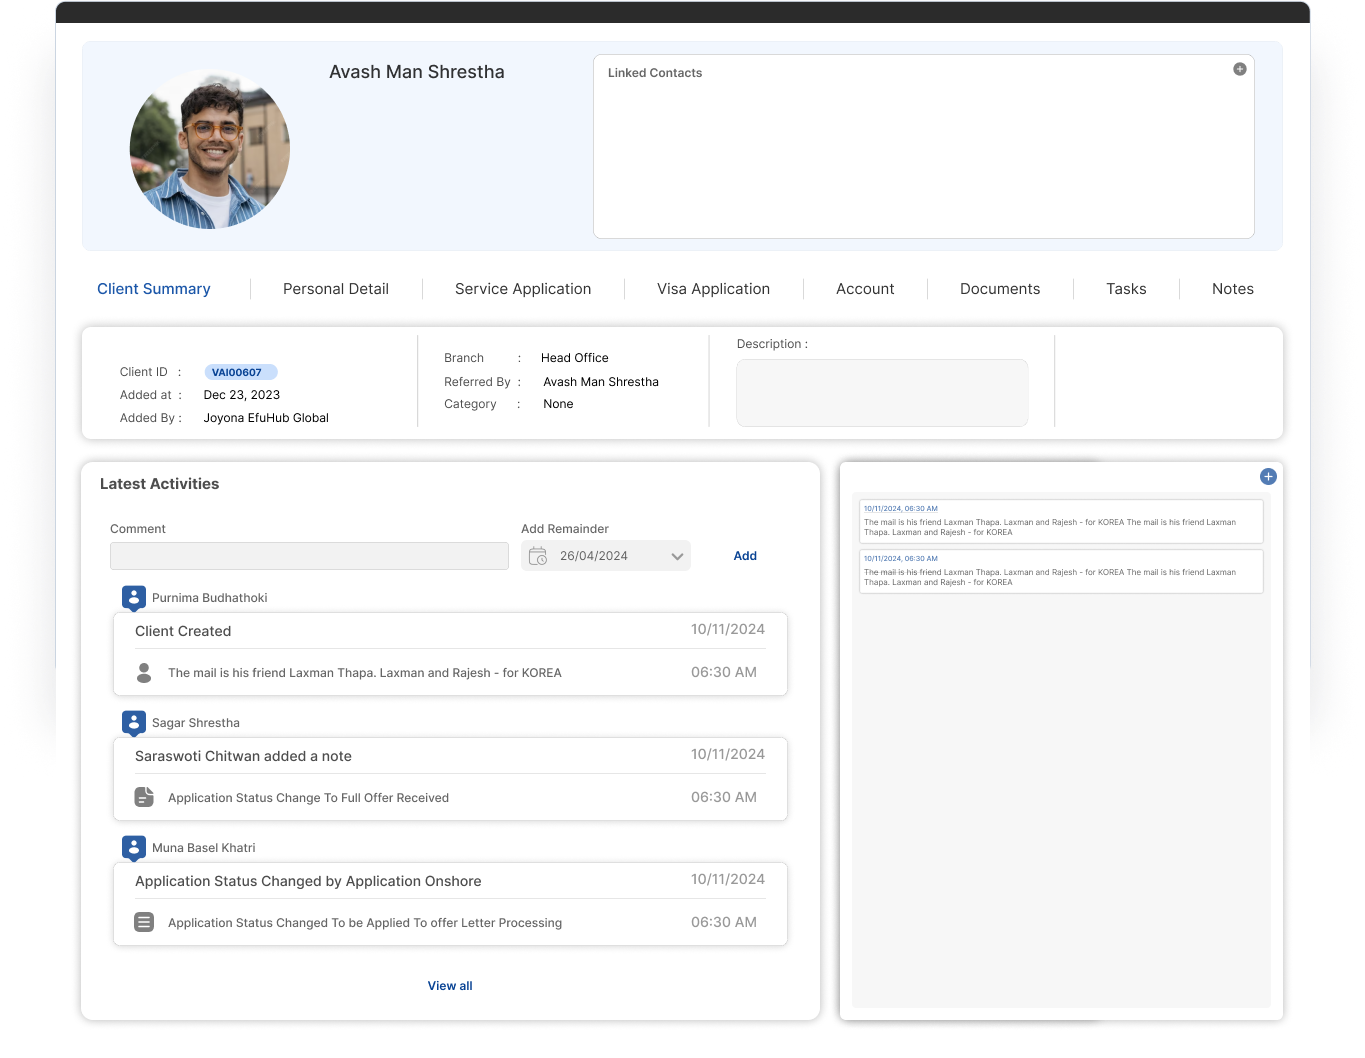 Avash Man Shrestha
Linked Contacts
Client Summary
Personal Detail
Service Application
Visa Application
Account
Documents
Tasks
Notes
Client ID : VAI00607
Added at : Dec 23, 2023
Added By : Joyona EfuHub Global
Branch : Head Office
Referred By : Avash Man Shrestha
Category : None
Description :
Latest Activities
Comment
Add Remainder
26/04/2024
Add
Purnima Budhathoki
Client Created 10/11/2024
The mail is his friend Laxman Thapa. Laxman and Rajesh - for KOREA 06:30 AM
Sagar Shrestha
Saraswoti Chitwan added a note 10/11/2024
Application Status Change To Full Offer Received 06:30 AM
Muna Basel Khatri
Application Status Changed by Application Onshore 10/11/2024
Application Status Changed To be Applied To offer Letter Processing 06:30 AM
View all
10/11/2024, 06:30 AM
The mail is his friend Laxman Thapa. Laxman and Rajesh - for KOREA The mail is his friend Laxman
Thapa. Laxman and Rajesh - for KOREA
10/11/2024, 06:30 AM
The mail is his friend Laxman Thapa. Laxman and Rajesh - for KOREA The mail is his friend Laxman
Thapa. Laxman and Rajesh - for KOREA